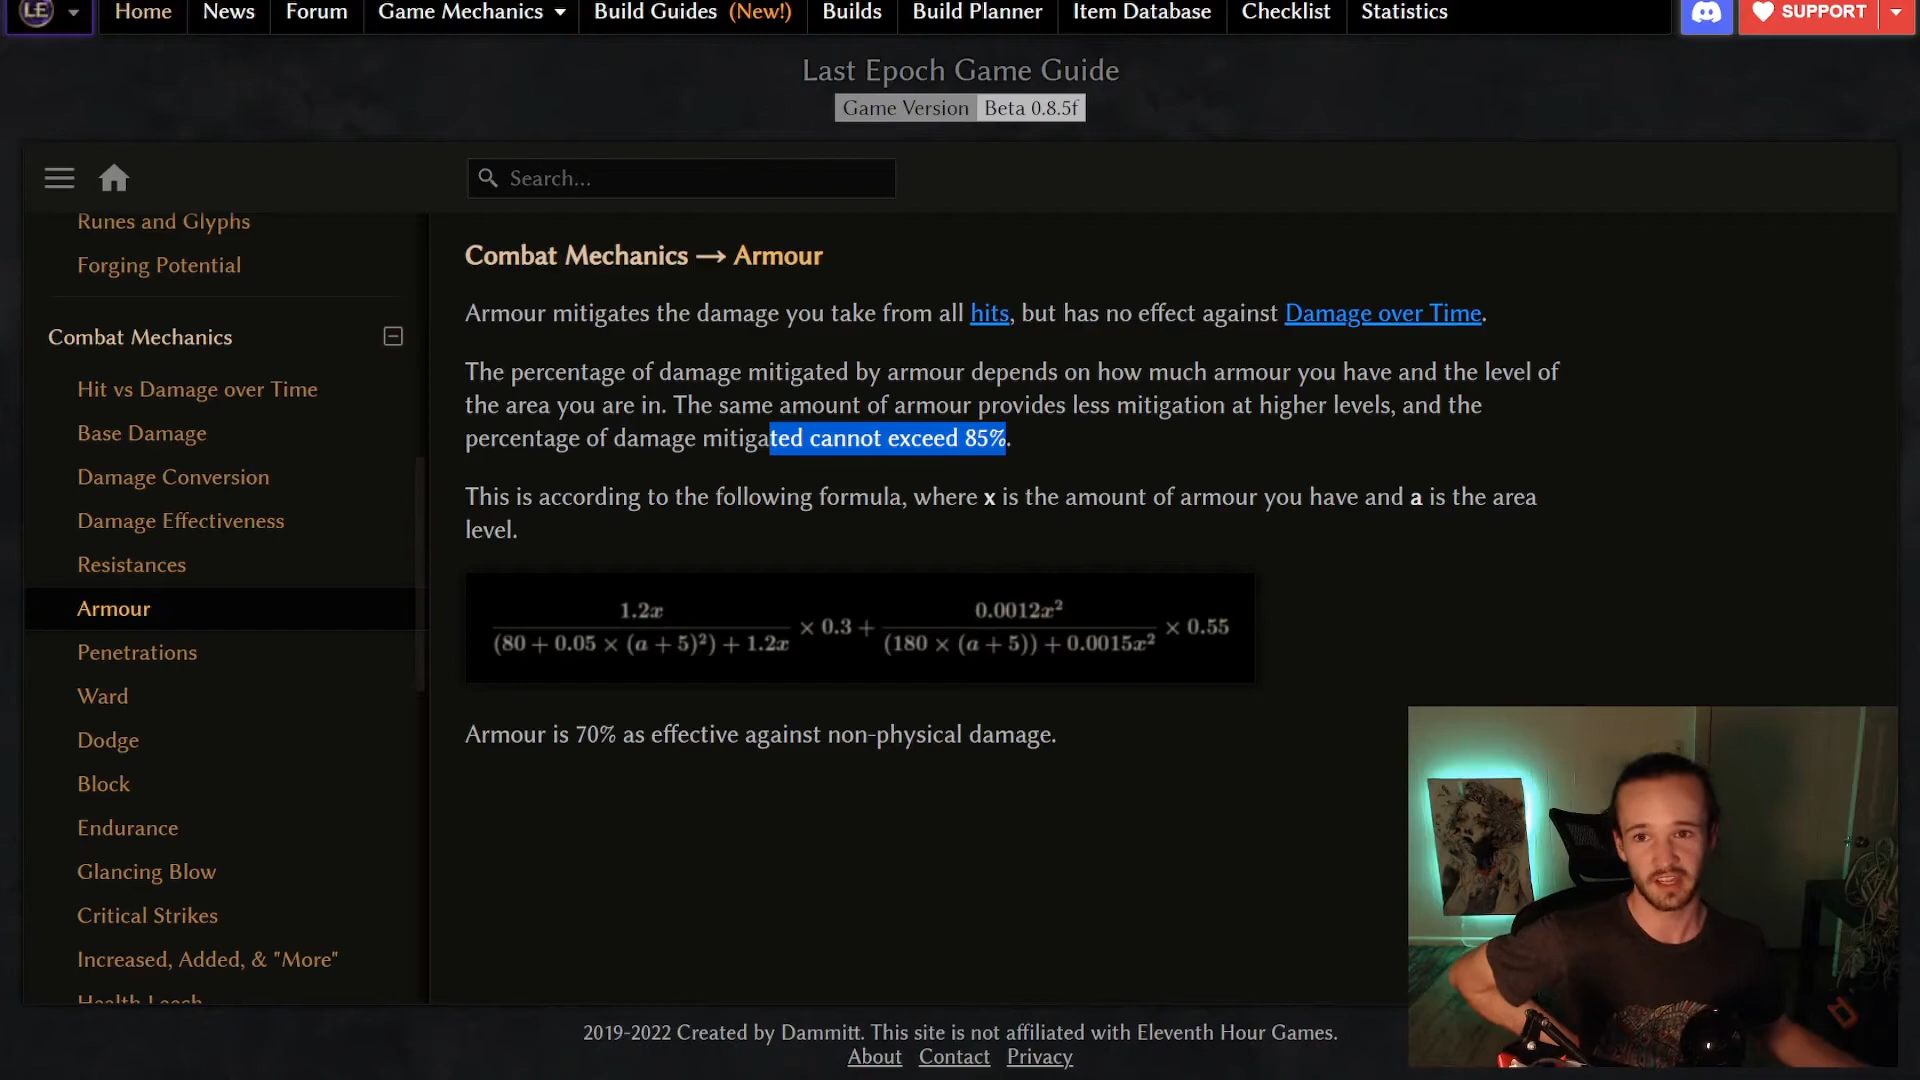 LE
Home
News
Forum
Game Mechanics
Build Guides (New!)
Builds
Build Planner
Item Database
Checklist
Statistics
SUPPORT
Last Epoch Game Guide
Game Version Beta 0.8.5f
Search...
Runes and Glyphs
Forging Potential
Combat Mechanics
Hit vs Damage over Time
Base Damage
Damage Conversion
Damage Effectiveness
Resistances
Armour
Penetrations
Ward
Dodge
Block
Endurance
Glancing Blow
Critical Strikes
Increased, Added, & "More"
Health Leech
Combat Mechanics → Armour
Armour mitigates the damage you take from all hits, but has no effect against Damage over Time.
The percentage of damage mitigated by armour depends on how much armour you have and the level of
the area you are in. The same amount of armour provides less mitigation at higher levels, and the
percentage of damage mitigated cannot exceed 85%.
This is according to the following formula, where x is the amount of armour you have and a is the area
level.
1.2x / (80 + 0.05 × (a + 5)²) + 1.2x × 0.3 + 0.0012x² / (180 × (a + 5)) + 0.0015x² × 0.55
Armour is 70% as effective against non-physical damage.
2019-2022 Created by Dammitt. This site is not affiliated with Eleventh Hour Games.
About Contact Privacy